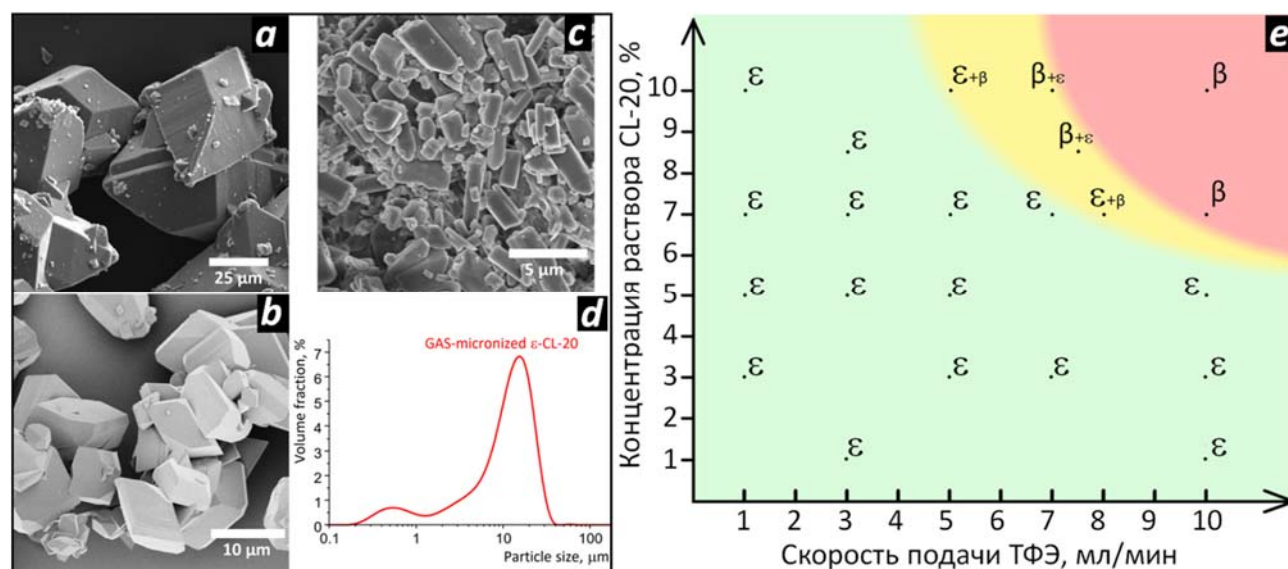 a
25 µm
b
10 µm
c
5 µm
d
GAS-micronized ε-CL-20
Volume fraction, %
7
6
5
4
3
2
1
0
0.1 1 10 100
Particle size, µm
e
Концентрация раствора CL-20, %
10
9
8
7
6
5
4
3
2
1
ε ε+β β+ε β
ε β+ε
ε ε ε ε ε+β β
ε ε ε ε
ε ε ε ε
ε ε
1 2 3 4 5 6 7 8 9 10
Скорость подачи ТФЭ, мл/мин